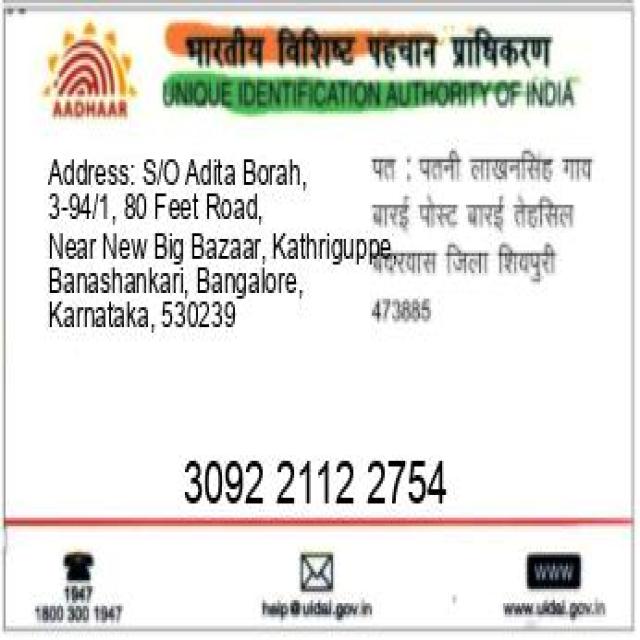 भारतीय विशिष्ट पहचान प्राधिकरण
AADHAAR
UNIQUE IDENTIFICATION AUTHORITY OF INDIA
Address: S/O Adita Borah,
3-94/1, 80 Feet Road,
Near New Big Bazaar, Kathriguppe,
Banashankari, Bangalore,
Karnataka, 530239
पत : पतनी लाखनसिंह गाव
बारई पोस्ट बारई तेहसिल
जिला शिवपुरी
473885
3092 2112 2754
1947
1800 300 1947
help@uidai.gov.in
WWW
www.uidai.gov.in